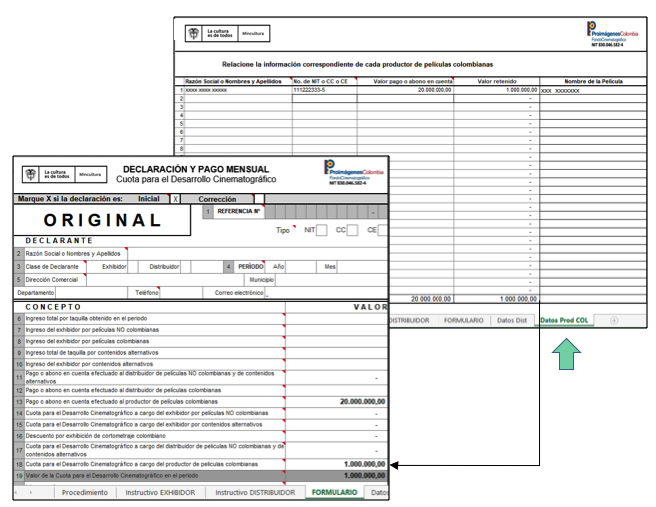 La cultura
es de todos
Mincultura
ProimágenesColombia
FondoCinematográfico
NIT 830.046.582-4
Relacione la información correspondiente de cada productor de películas colombianas
Razón Social o Nombres y Apellidos No. de NIT o CC o CE Valor pago o abono en cuenta Valor retenido Nombre de la Película
1 xxxx xxxx xxxxx 111222333-5 20.000.000,00 1.000.000,00 xxx xxxxxxx
2 -
3 -
4 -
5 -
6 -
7 -
8 -
20.000.000,00 1.000.000,00
DISTRIBUIDOR FORMULARIO Datos Dist Datos Prod COL
La cultura
es de todos
Mincultura
DECLARACIÓN Y PAGO MENSUAL
Cuota para el Desarrollo Cinematográfico
ProimágenesColombia
FondoCinematográfico
NIT 830.046.582-4
Marque X si la declaración es: Inicial X Corrección
ORIGINAL
1 REFERENCIA Nº -
Tipo NIT CC CE
DECLARANTE
2 Razón Social o Nombres y Apellidos
3 Clase de Declarante Exhibidor Distribuidor 4 PERÍODO Año Mes
5 Dirección Comercial Municipio
Departamento Teléfono Correo electrónico _
CONCEPTO VALOR
6 Ingreso total por taquilla obtenido en el período
7 Ingreso del exhibidor por películas NO colombianas
8 Ingreso del exhibidor por películas colombianas
9 Ingreso total de taquilla por contenidos alternativos
10 Ingreso del exhibidor por contenidos alternativos
11 Pago o abono en cuenta efectuado al distribuidor de películas NO colombianas y de contenidos
alternativos -
12 Pago o abono en cuenta efectuado al distribuidor de películas colombianas
13 Pago o abono en cuenta efectuado al productor de películas colombianas 20.000.000,00
14 Cuota para el Desarrollo Cinematográfico a cargo del exhibidor por películas NO colombianas -
15 Cuota para el Desarrollo Cinematográfico a cargo del exhibidor por contenidos alternativos -
16 Descuento por exhibición de cortometraje colombiano -
17 Cuota para el Desarrollo Cinematográfico a cargo del distribuidor de películas NO colombianas y de
contenidos alternativos -
18 Cuota para el Desarrollo Cinematográfico a cargo del productor de películas colombianas 1.000.000,00
19 Valor de la Cuota para el Desarrollo Cinematográfico en el período 1.000.000,00
Procedimiento Instructivo EXHIBIDOR Instructivo DISTRIBUIDOR FORMULARIO Datos